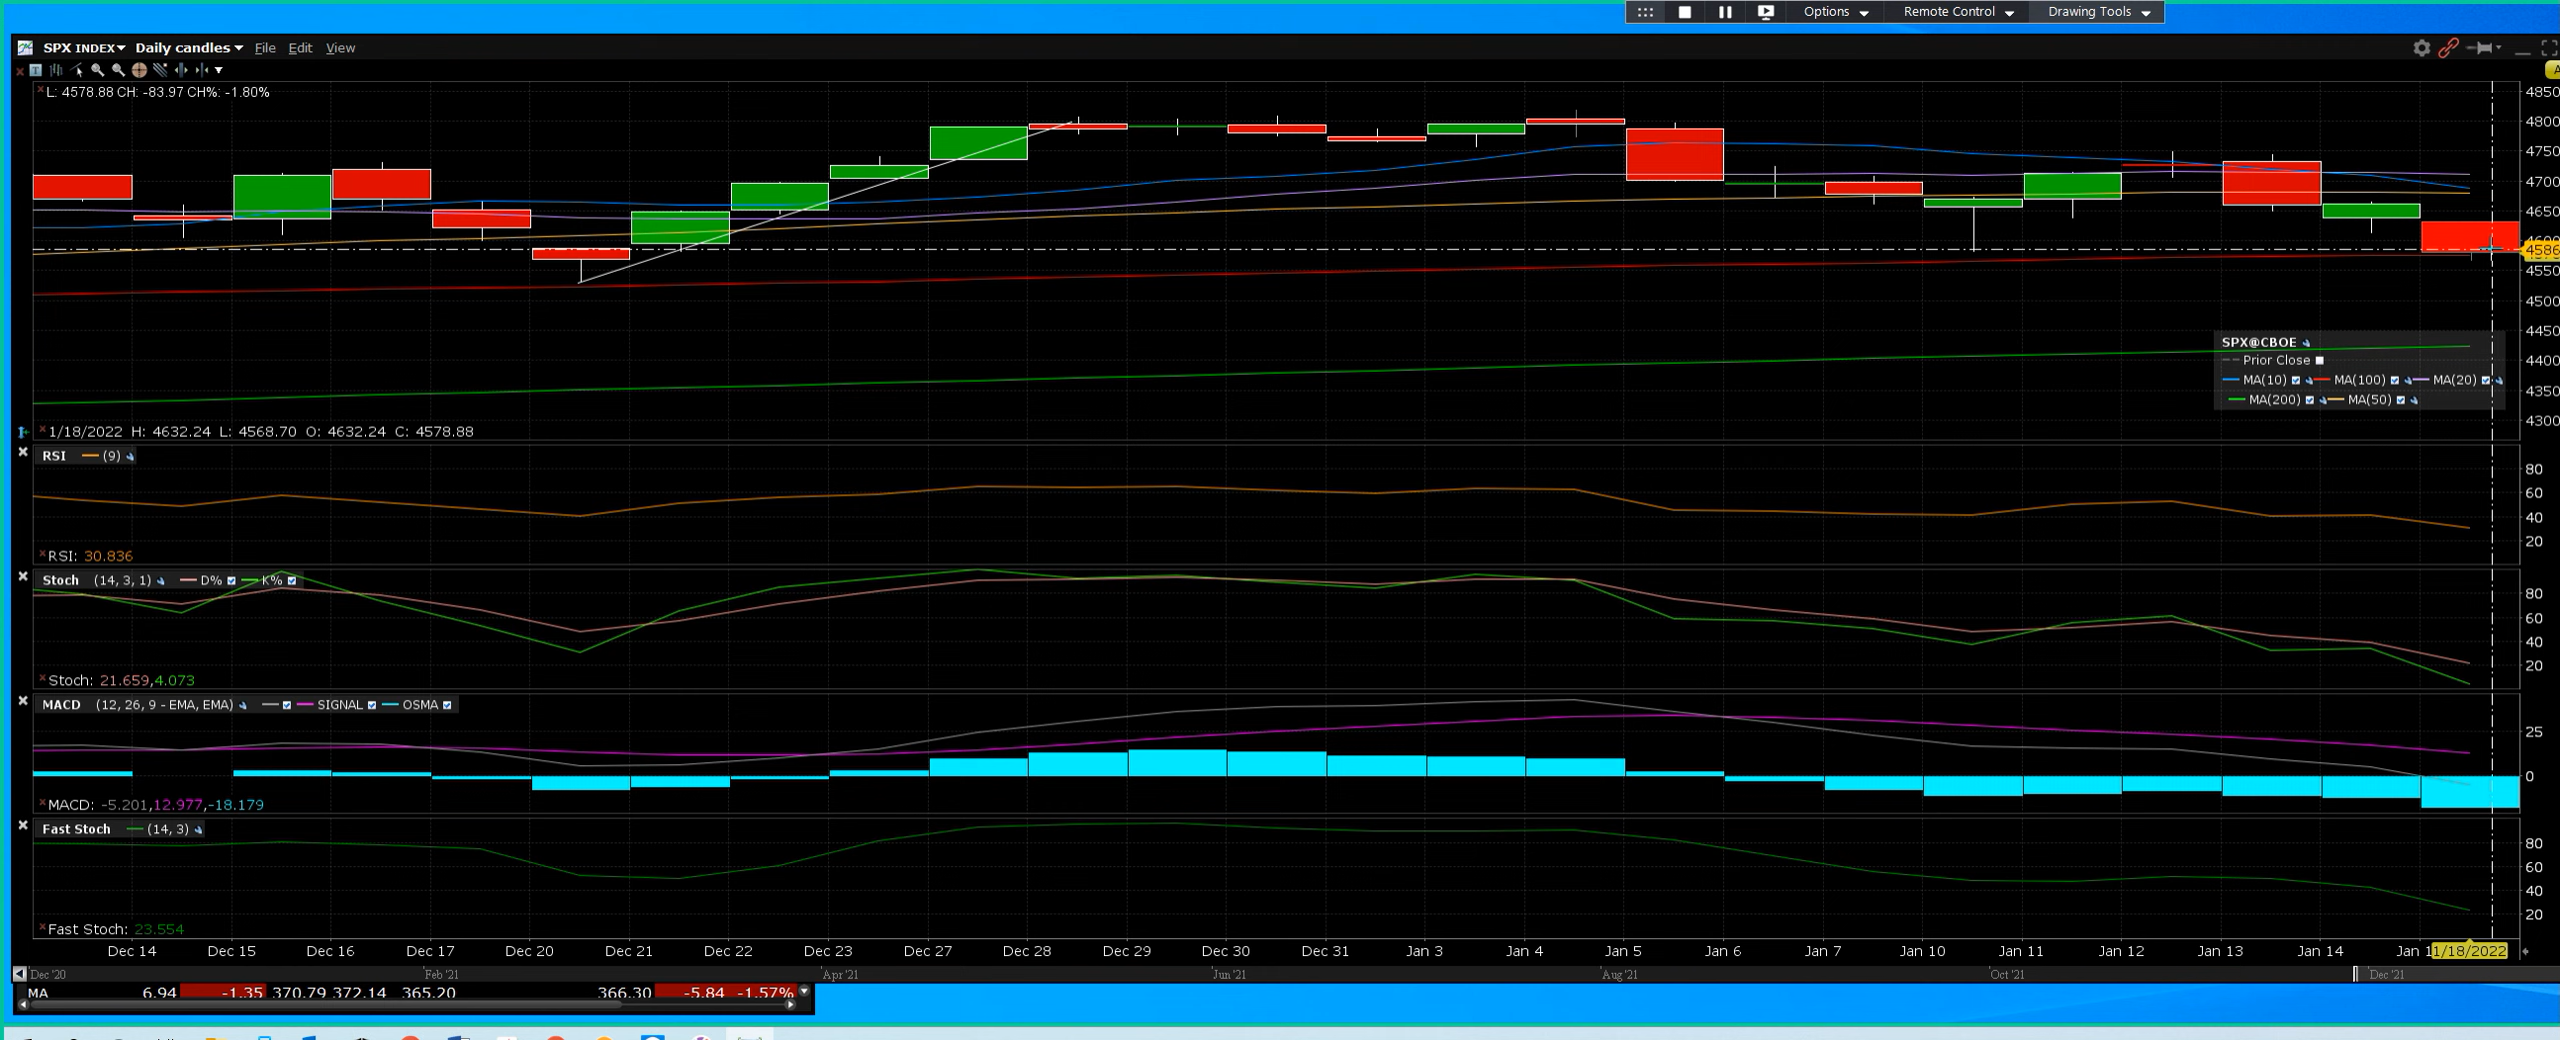 Options Remote Control Drawing Tools
SPX INDEX Daily candles File Edit View
L: 4578.88 CH: -83.97 CH%: -1.80%
4850
4800
4750
4700
4650
4586
4550
4500
4450
4400
4350
4300
SPX@CBOE
Prior Close
MA(10) MA(100) MA(20)
MA(200) MA(50)
1/18/2022 H: 4632.24 L: 4568.70 O: 4632.24 C: 4578.88
RSI (9)
80
60
40
20
RSI: 30.836
Stoch (14, 3, 1) D% K%
80
60
40
20
Stoch: 21.659,4.073
MACD (12, 26, 9 - EMA, EMA) SIGNAL OSMA
25
0
MACD: -5.201,12.977,-18.179
Fast Stoch (14, 3)
80
60
40
20
Fast Stoch: 23.554
Dec 14 Dec 15 Dec 16 Dec 17 Dec 20 Dec 21 Dec 22 Dec 23 Dec 27 Dec 28 Dec 29 Dec 30 Dec 31 Jan 3 Jan 4 Jan 5 Jan 6 Jan 7 Jan 10 Jan 11 Jan 12 Jan 13 Jan 14 Jan 1 1/18/2022
Dec '20 Feb '21 Apr '21 Jun '21 Aug '21 Oct '21 Dec '21
MA 6.94 -1.35 370.79 372.14 365.20 366.30 -5.84 -1.57%